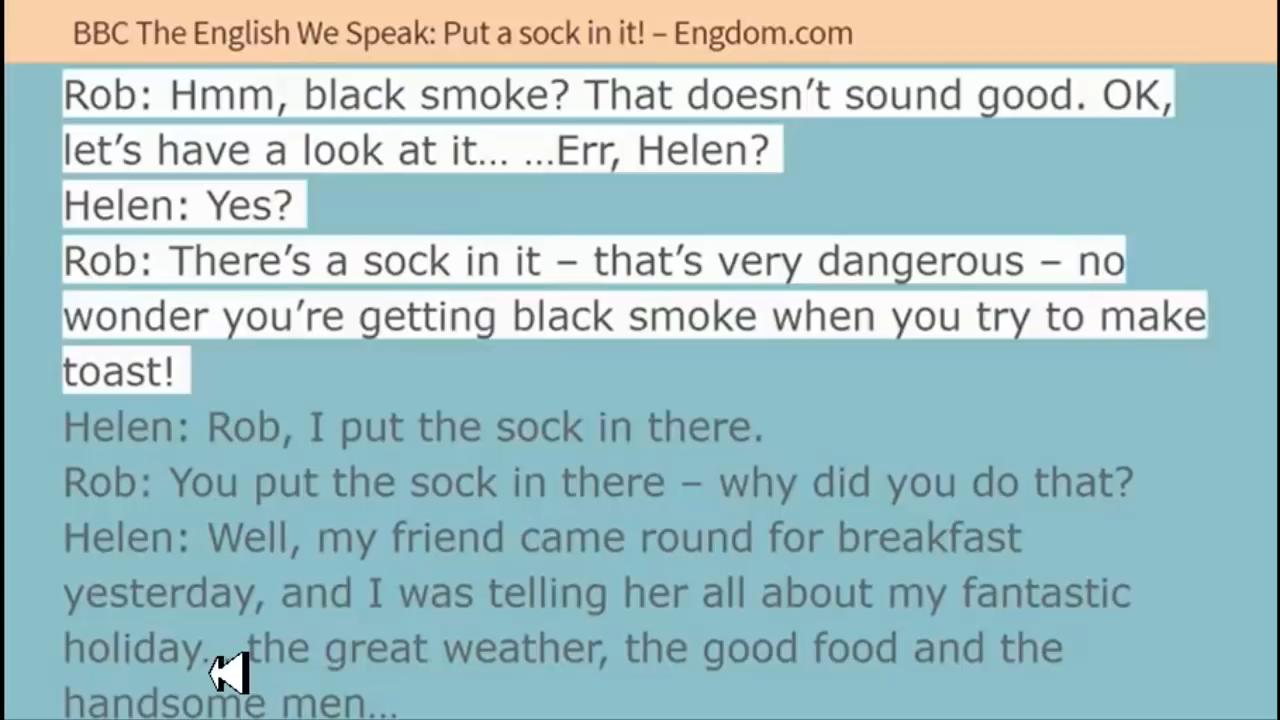 BBC The English We Speak: Put a sock in it! – Engdom.com
Rob: Hmm, black smoke? That doesn’t sound good. OK,
let’s have a look at it... ...Err, Helen?
Helen: Yes?
Rob: There’s a sock in it – that’s very dangerous – no
wonder you’re getting black smoke when you try to make
toast!
Helen: Rob, I put the sock in there.
Rob: You put the sock in there – why did you do that?
Helen: Well, my friend came round for breakfast
yesterday, and I was telling her all about my fantastic
holiday... the great weather, the good food and the
handsome men...